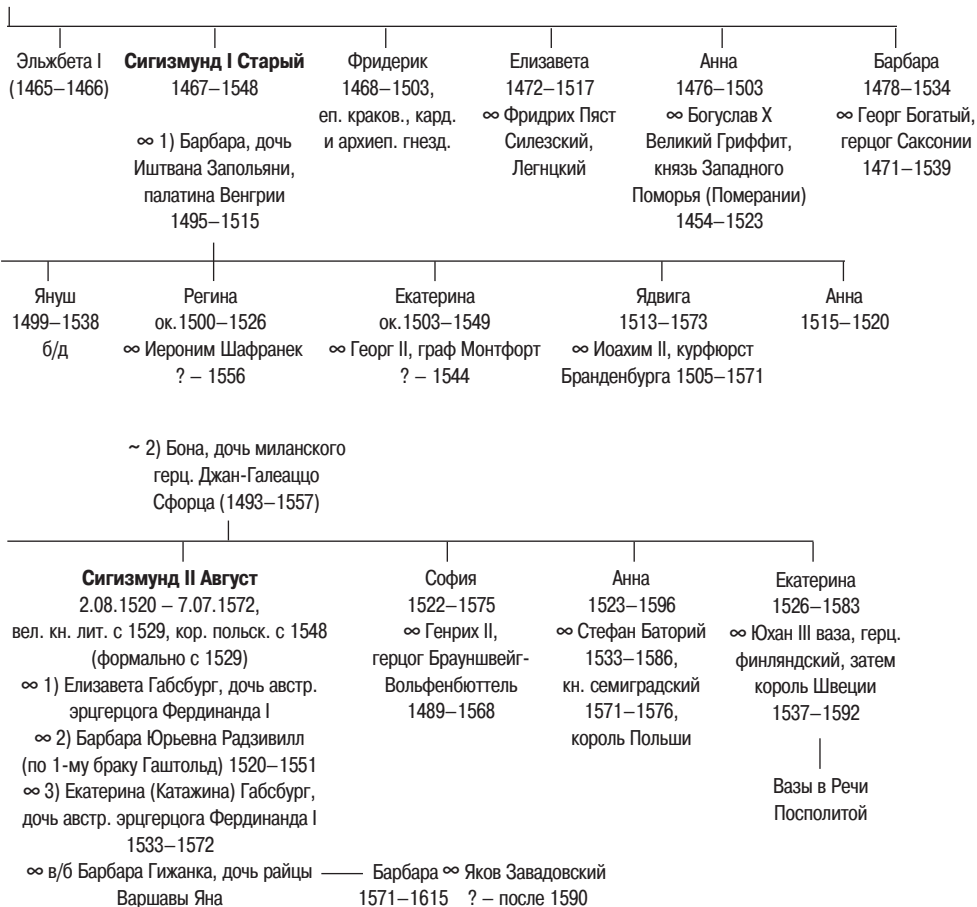 Эльжбета I
(1465–1466)
Сигизмунд I Старый
1467–1548
∞ 1) Барбара, дочь
Иштвана Запольяни,
палатина Венгрии
1495–1515
Фридерик
1468–1503,
еп. краков., кард.
и архиеп. гнезд.
Елизавета
1472–1517
∞ Фридрих Пяст
Силезский,
Легнцкий
Анна
1476–1503
∞ Богуслав X
Великий Гриффит,
князь Западного
Поморья (Померании)
1454–1523
Барбара
1478–1534
∞ Георг Богатый,
герцог Саксонии
1471–1539
Януш
1499–1538
б/д
Регина
ок.1500–1526
∞ Иероним Шафранек
? – 1556
Екатерина
ок.1503–1549
∞ Георг II, граф Монтфорт
? – 1544
Ядвига
1513–1573
∞ Иоахим II, курфюрст
Бранденбурга 1505–1571
Анна
1515–1520
~ 2) Бона, дочь миланского
герц. Джан-Галеаццо
Сфорца (1493–1557)
Сигизмунд II Август
2.08.1520 – 7.07.1572,
вел. кн. лит. с 1529, кор. польск. с 1548
(формально с 1529)
∞ 1) Елизавета Габсбург, дочь австр.
эрцгерцога Фердинанда I
∞ 2) Барбара Юрьевна Радзивилл
(по 1-му браку Гаштольд) 1520–1551
∞ 3) Екатерина (Катажина) Габсбург,
дочь австр. эрцгерцога Фердинанда I
1533–1572
∞ в/б Барбара Гижанка, дочь райцы
Варшавы Яна
Барбара ∞ Яков Завадовский
1571–1615 ? – после 1590
София
1522–1575
∞ Генрих II,
герцог Брауншвейг-
Вольфенбюттель
1489–1568
Анна
1523–1596
∞ Стефан Баторий
1533–1586,
кн. семиградский
1571–1576,
король Польши
Екатерина
1526–1583
∞ Юхан III ваза, герц.
финляндский, затем
король Швеции
1537–1592
Вазы в Речи
Посполитой